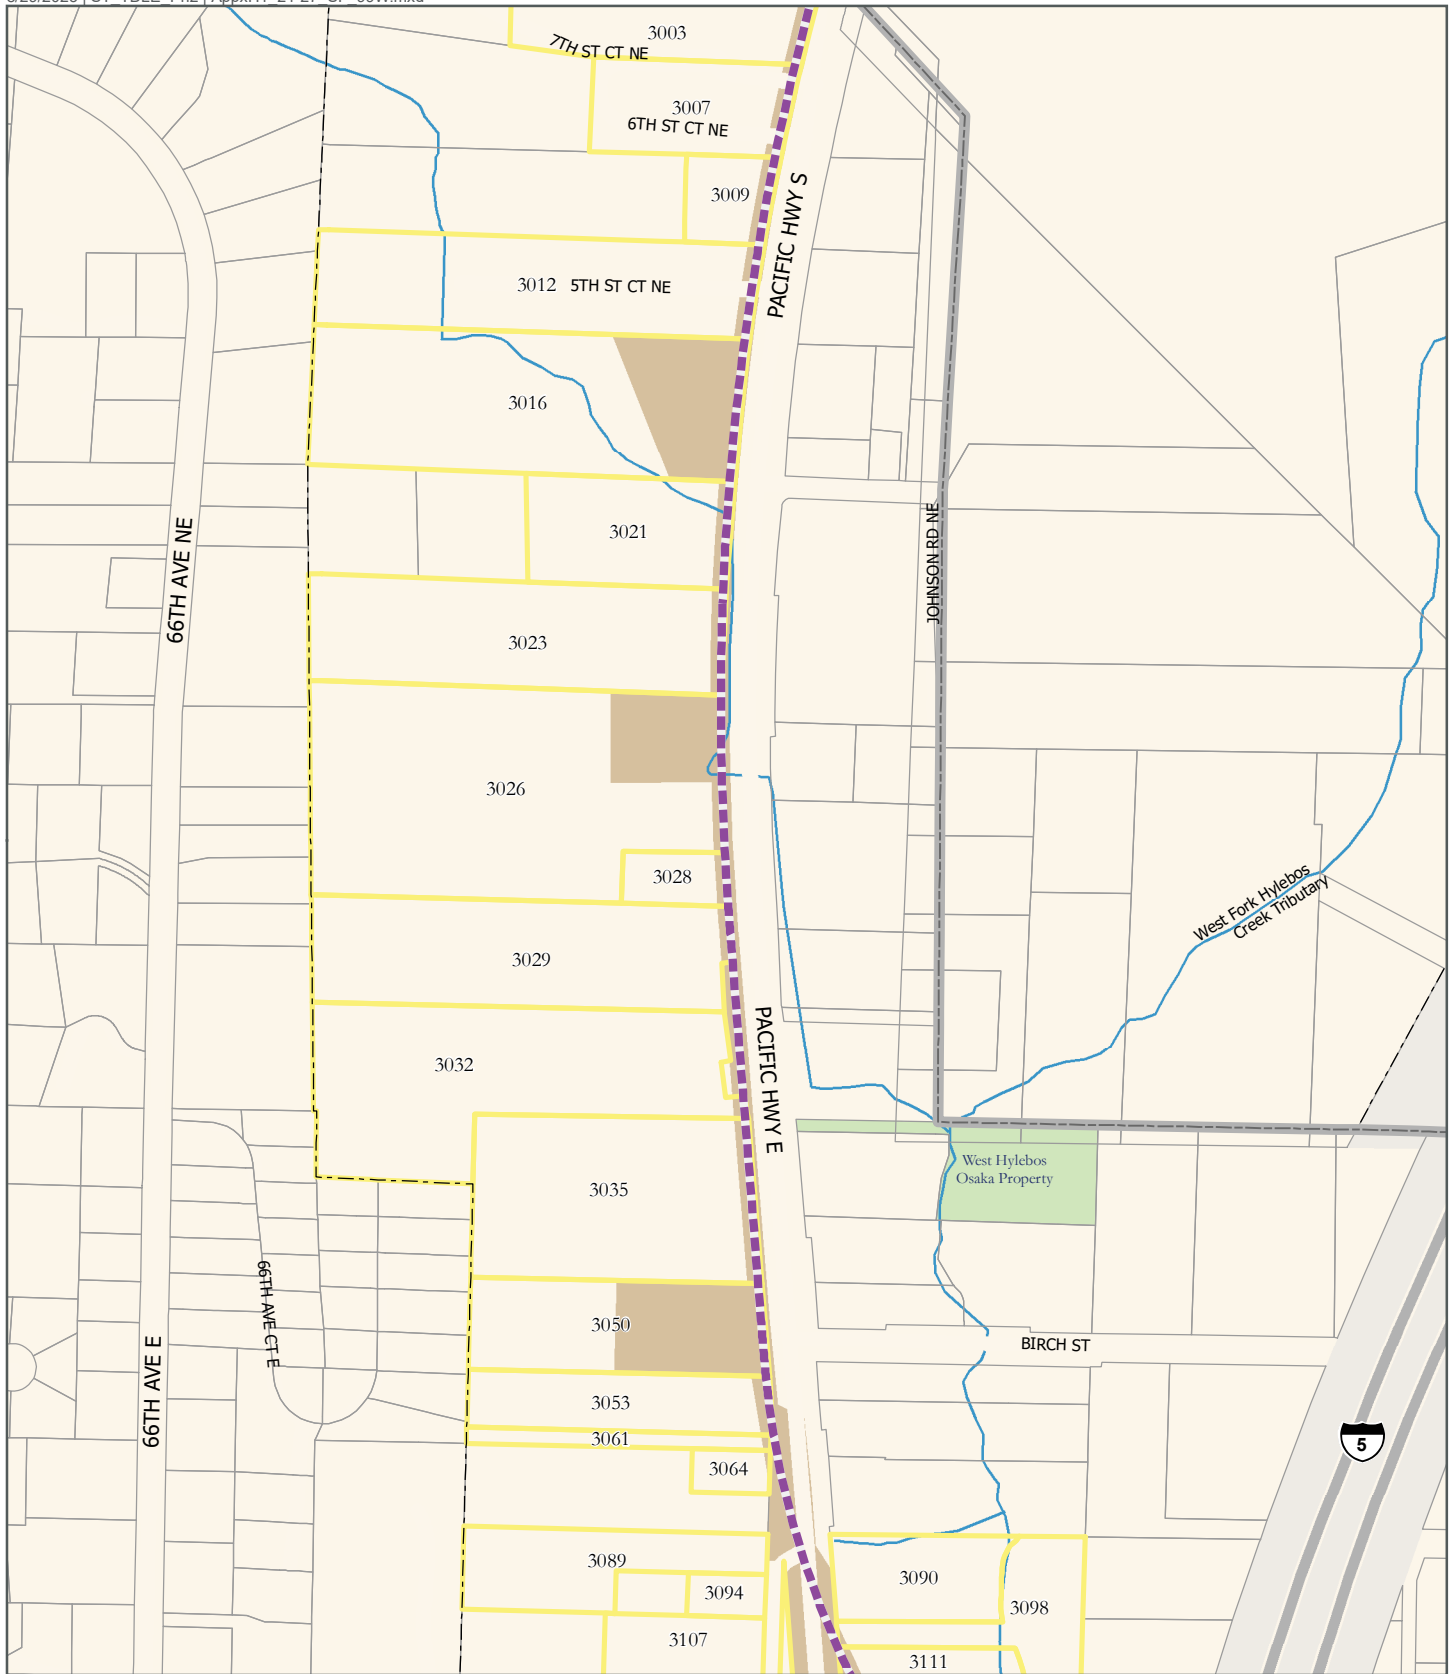 3003
7TH ST CT NE
3007
6TH ST CT NE
3009
PACIFIC HWY S
3012 5TH ST CT NE
3016
3021
66TH AVE NE
JOHNSON RD NE
3023
3026
3028
West Fork Hylebos
Creek Tributary
3029
3032
PACIFIC HWY E
West Hylebos
Osaka Property
3035
66TH AVE CT E
3050
BIRCH ST
66TH AVE E
3053
3061
5
3064
3089
3090
3094
3098
3107
3111